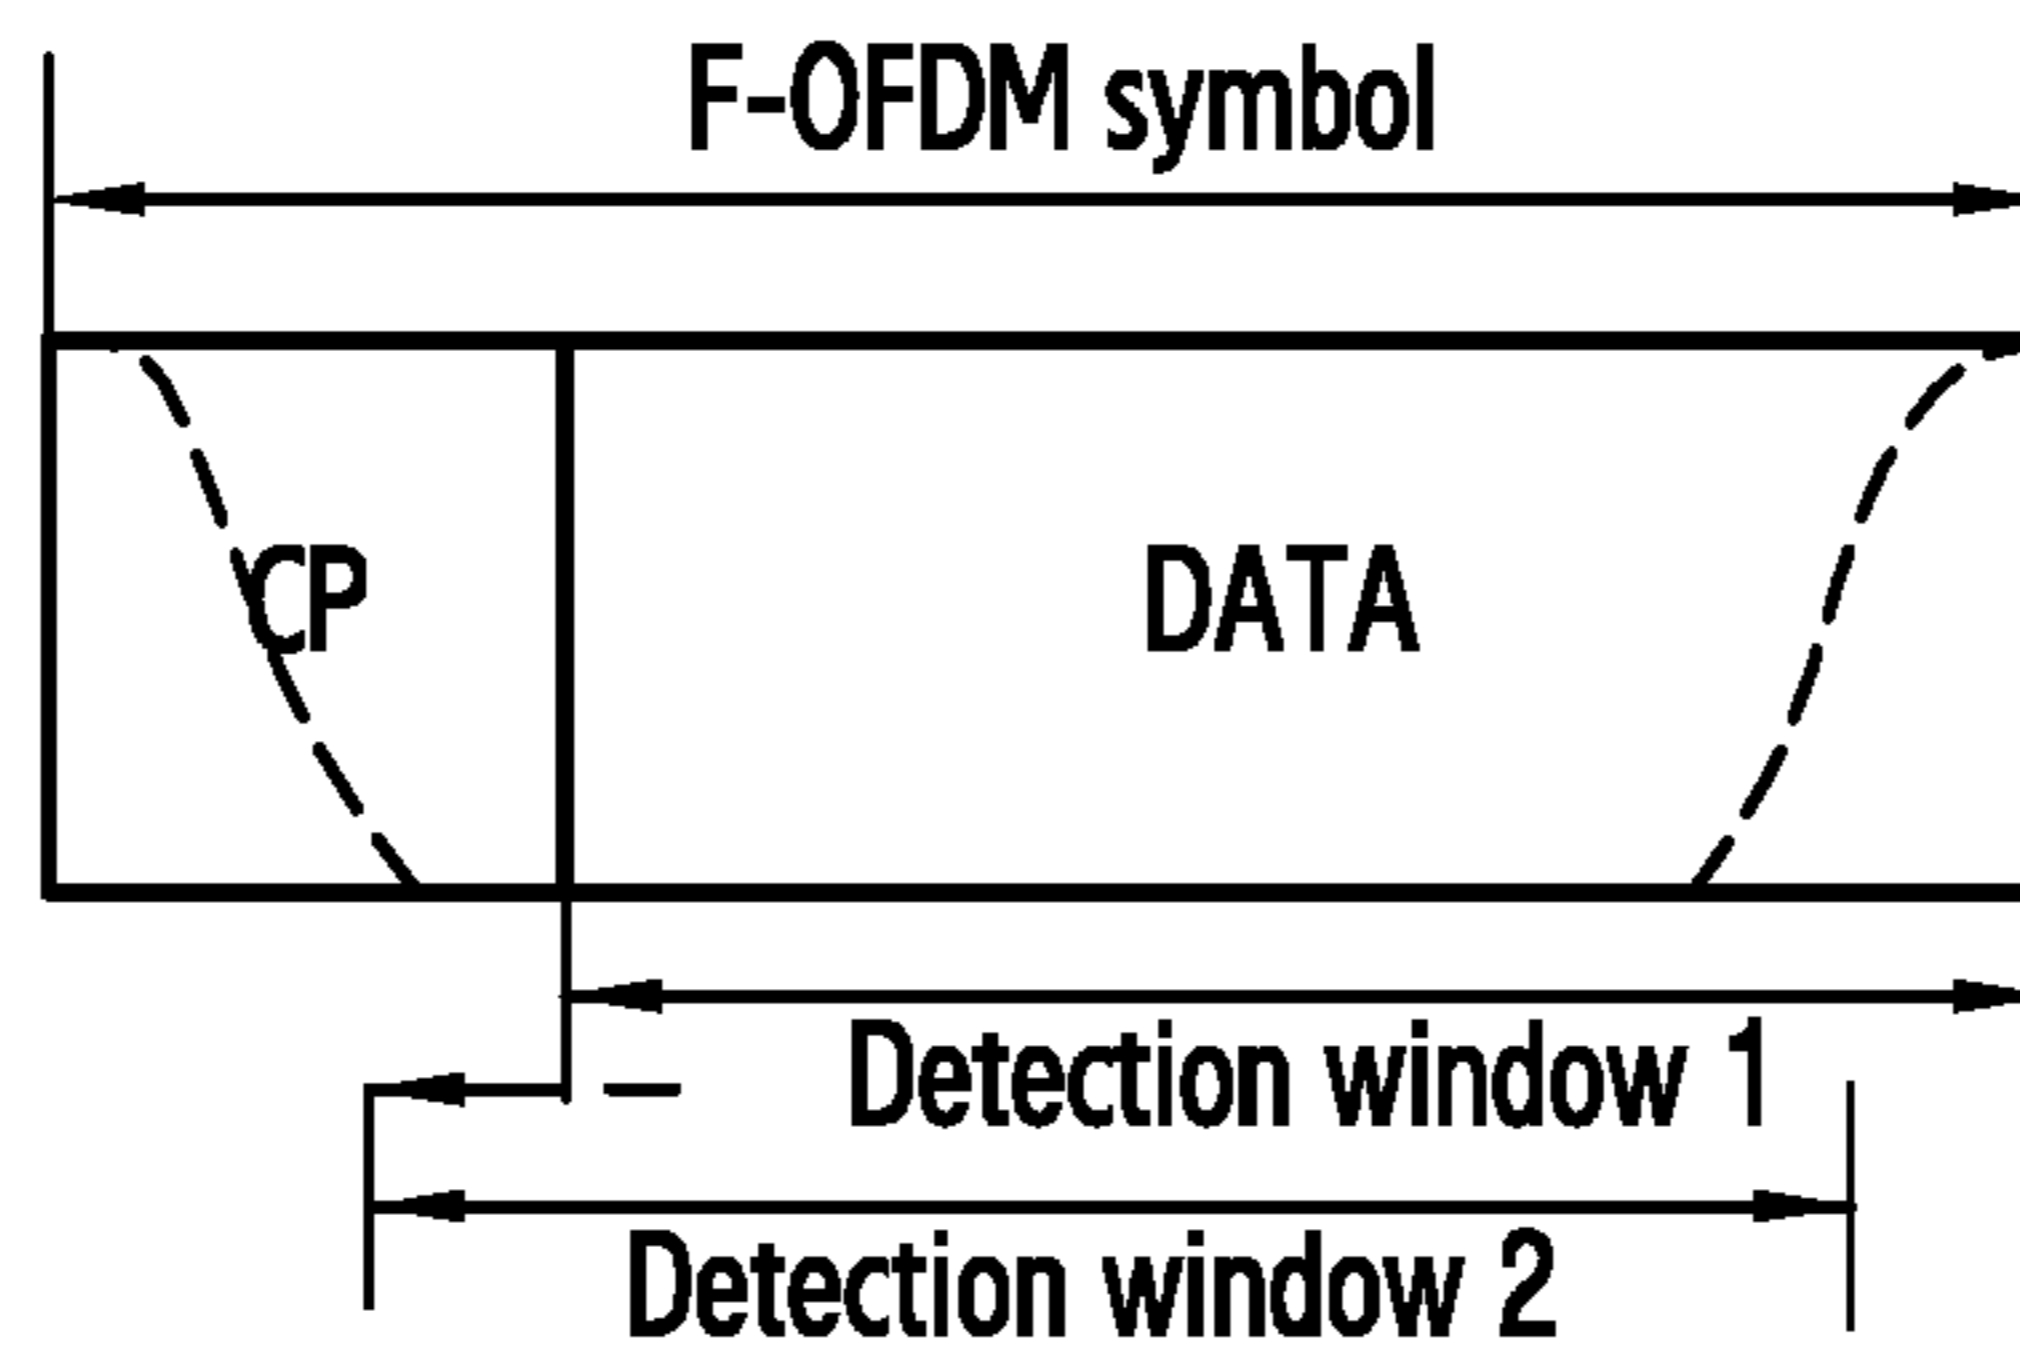 F-OFDM symbol
CP
DATA
Detection window 1
Detection window 2